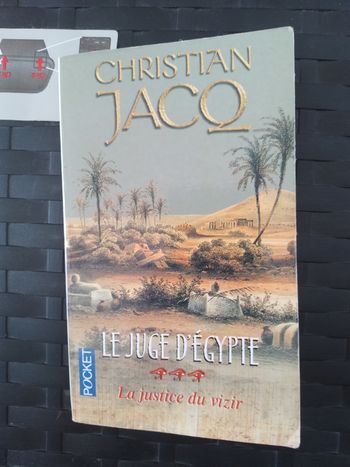 CHRISTIAN
JACQ
LE JUGE D'ÉGYPTE
La justice du vizir
POCKET